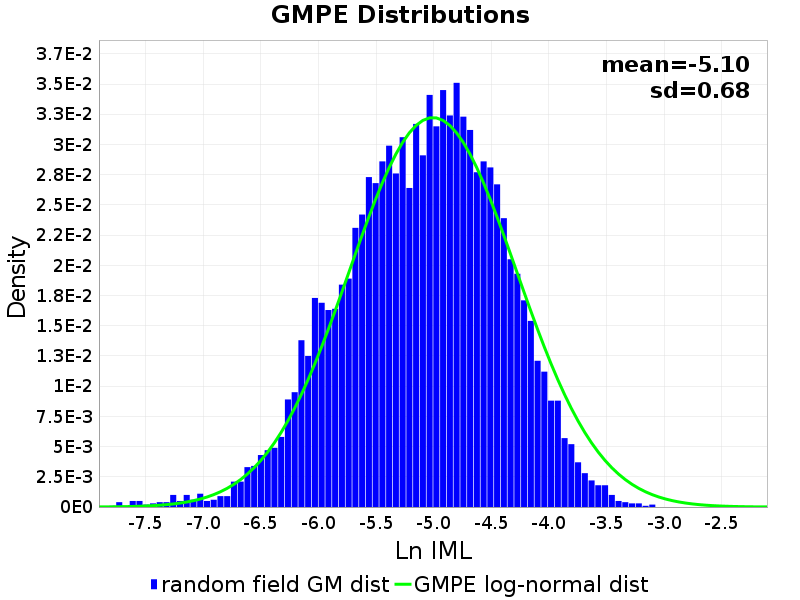 GMPE Distributions
mean=-5.10
sd=0.68
3.7E-2
3.5E-2
3.3E-2
3E-2
2.8E-2
2.5E-2
2.2E-2
2E-2
1.8E-2
1.5E-2
1.3E-2
1E-2
7.5E-3
5E-3
2.5E-3
0E0
Density
-7.5 -7.0 -6.5 -6.0 -5.5 -5.0 -4.5 -4.0 -3.5 -3.0 -2.5
Ln IML
random field GM dist GMPE log-normal dist